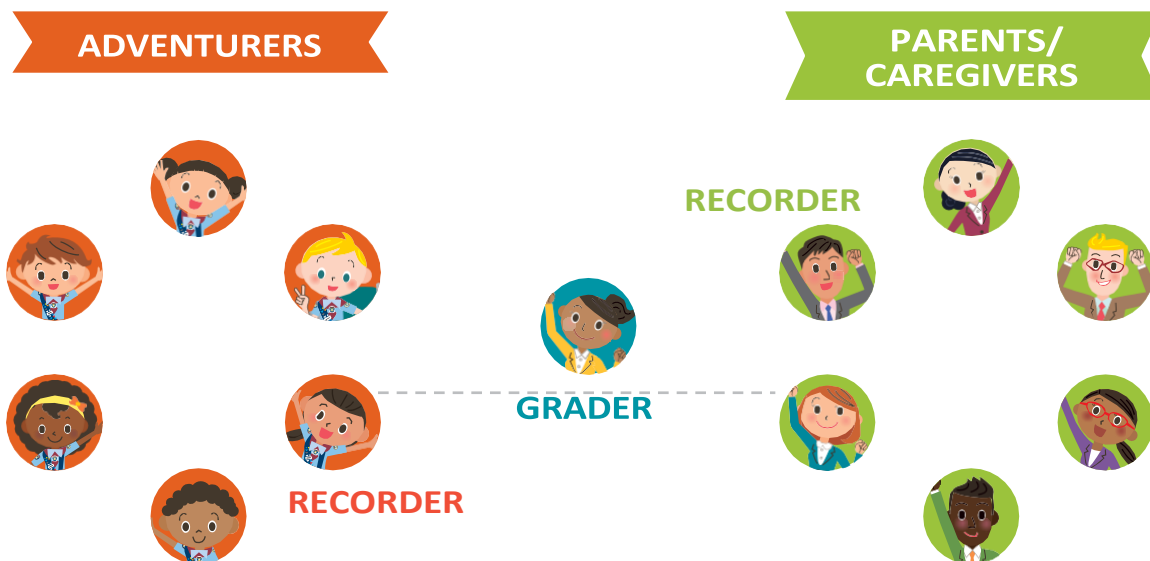 ADVENTURERS
PARENTS/
CAREGIVERS
RECORDER
GRADER
RECORDER